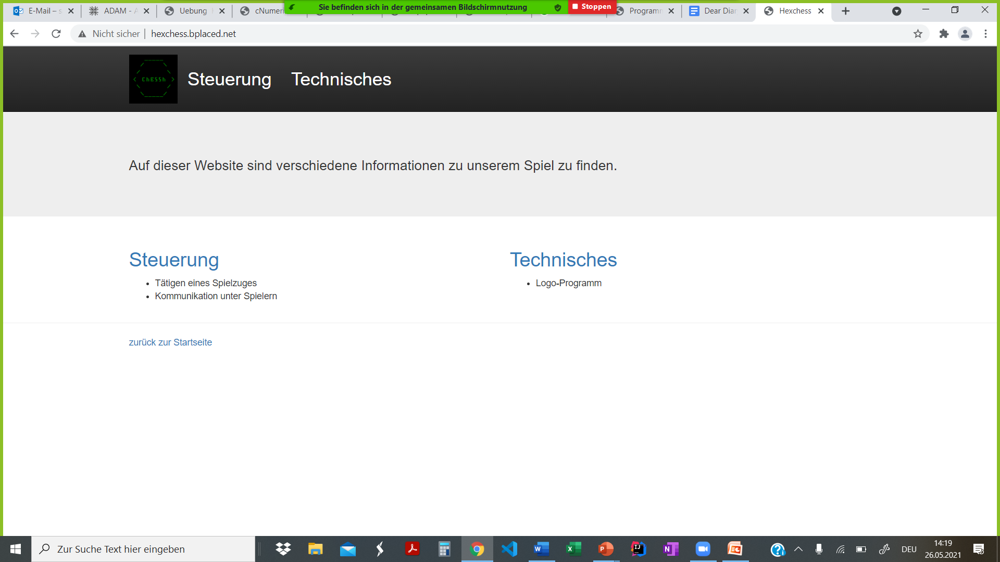 E-Mail –
ADAM -
Uebung
cNumeri
Sie befinden sich in der gemeinsamen Bildschirmnutzung
Stoppen
Program
Dear Diar
Hexchess
Nicht sicher
hexchess.bplaced.net
< ChESSh >
Steuerung
Technisches
Auf dieser Website sind verschiedene Informationen zu unserem Spiel zu finden.
Steuerung
• Tätigen eines Spielzuges
• Kommunikation unter Spielern
Technisches
• Logo-Programm
zurück zur Startseite
Zur Suche Text hier eingeben
DEU
14:19
26.05.2021